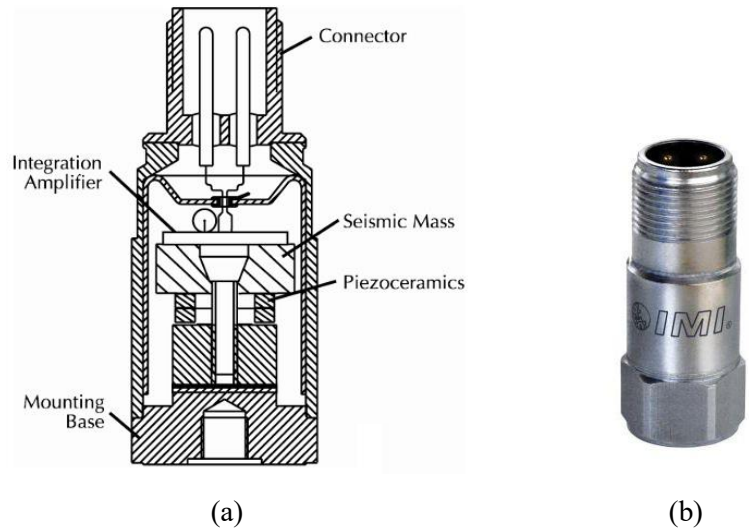 Connector
Integration
Amplifier
Seismic Mass
Piezoceramics
Mounting
Base
IMI®
(a)
(b)